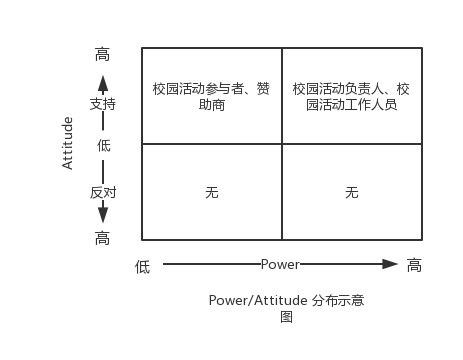 高
支持
Attitude
低
反对
高
校园活动参与者、赞
助商
校园活动负责人、校
园活动工作人员
无
无
低
Power
高
Power/Attitude 分布示意
图